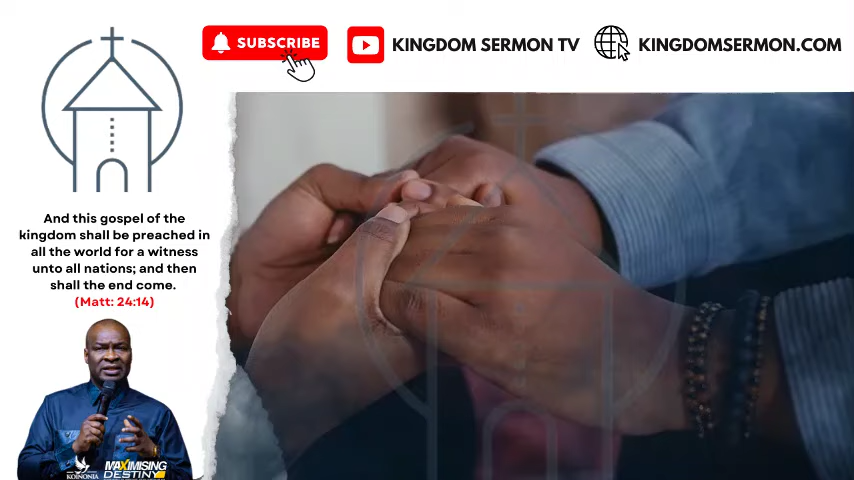 SUBSCRIBE
KINGDOM SERMON TV
KINGDOMSERMON.COM
And this gospel of the
kingdom shall be preached in
all the world for a witness
unto all nations; and then
shall the end come.
(Matt: 24:14)
KOINONIA
MAXIMISING
DESTINY